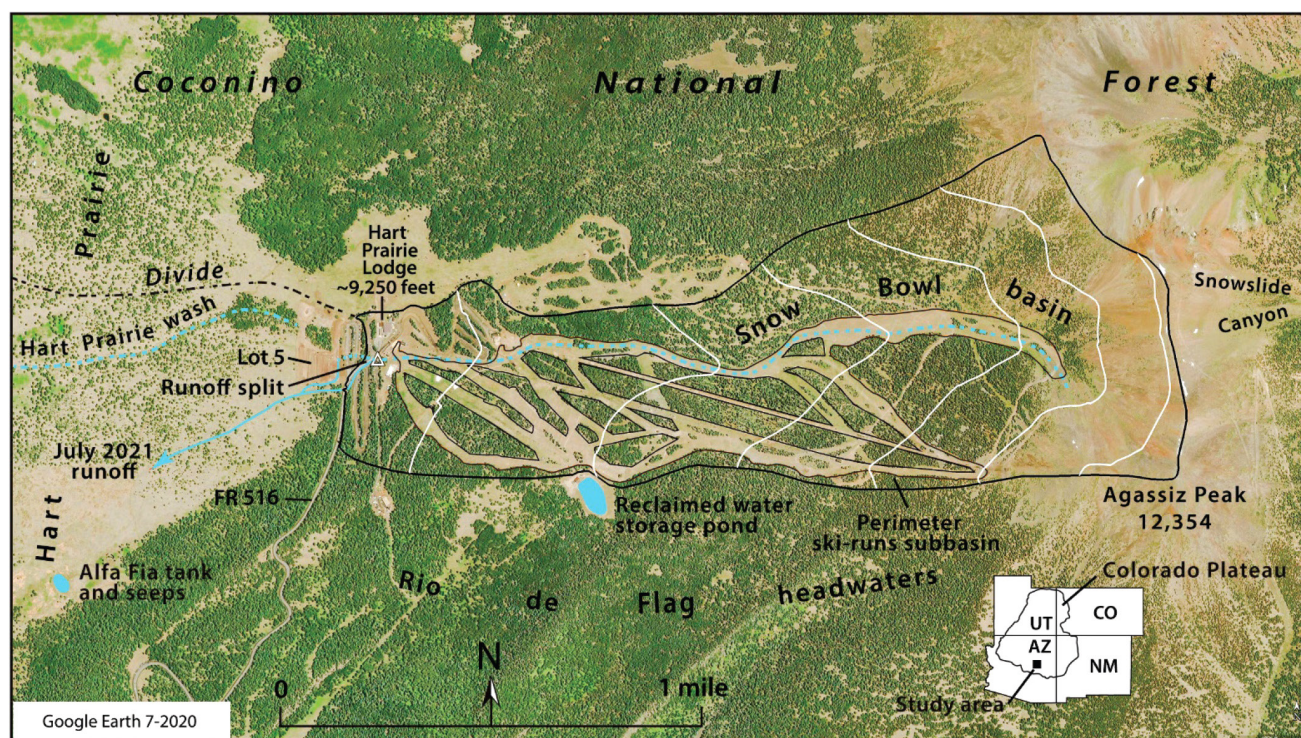 Coconino National Forest
Prairie
Hart
Prairie
Lodge
~9,250 feet
Divide
Hart Prairie wash
Lot 5
Runoff split
July 2021
runoff
FR 516
Hart
Alfa Fia tank
and seeps
Snow Bowl basin
Snowslide
Canyon
Reclaimed water
storage pond
Perimeter
ski-runs subbasin
Agassiz Peak
12,354
Rio de Flag headwaters
Colorado Plateau
UT
CO
AZ
NM
Study area
N
0
1 mile
Google Earth 7-2020